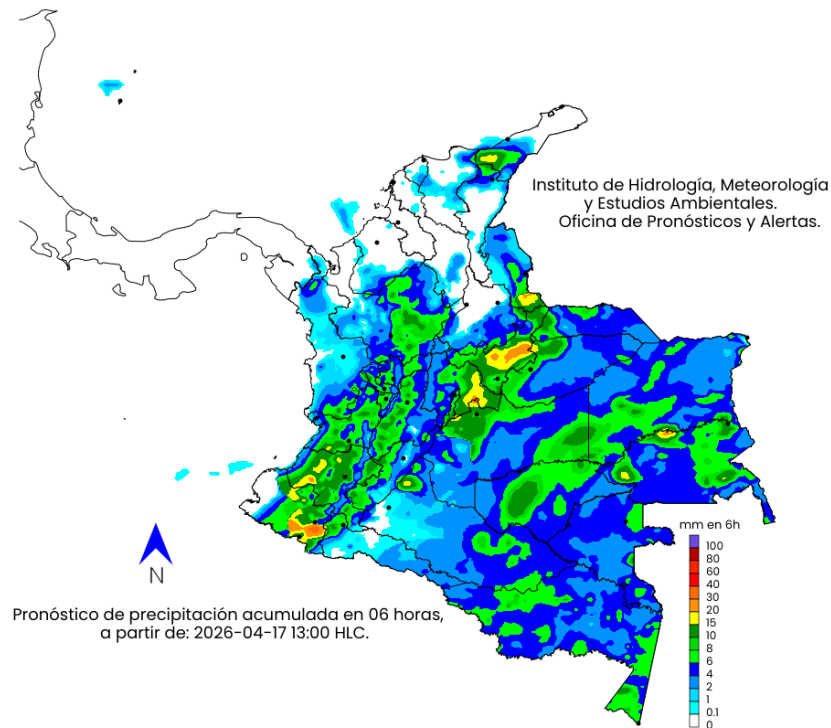 Instituto de Hidrología, Meteorología
y Estudios Ambientales.
Oficina de Pronósticos y Alertas.
mm en 6h
100
80
60
40
30
20
15
10
8
6
4
2
1
0.1
0
N
Pronóstico de precipitación acumulada en 06 horas,
a partir de: 2026-04-17 13:00 HLC.